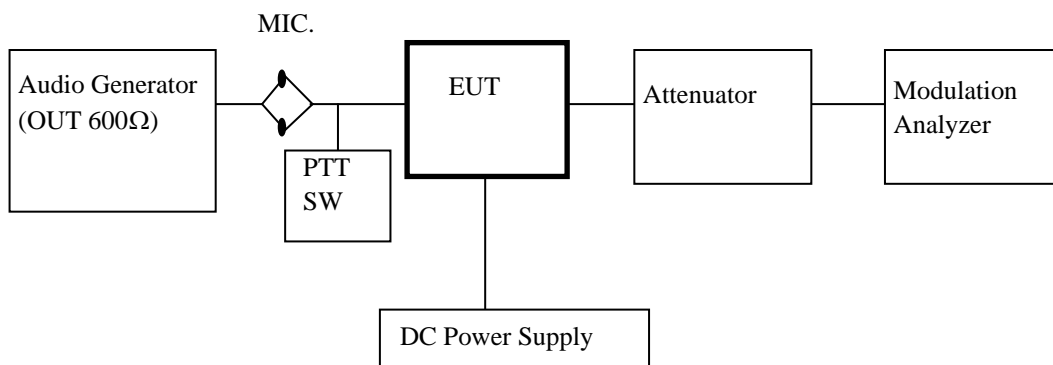 MIC.
Audio Generator
(OUT 600Ω)
EUT
Attenuator
Modulation
Analyzer
PTT
SW
DC Power Supply